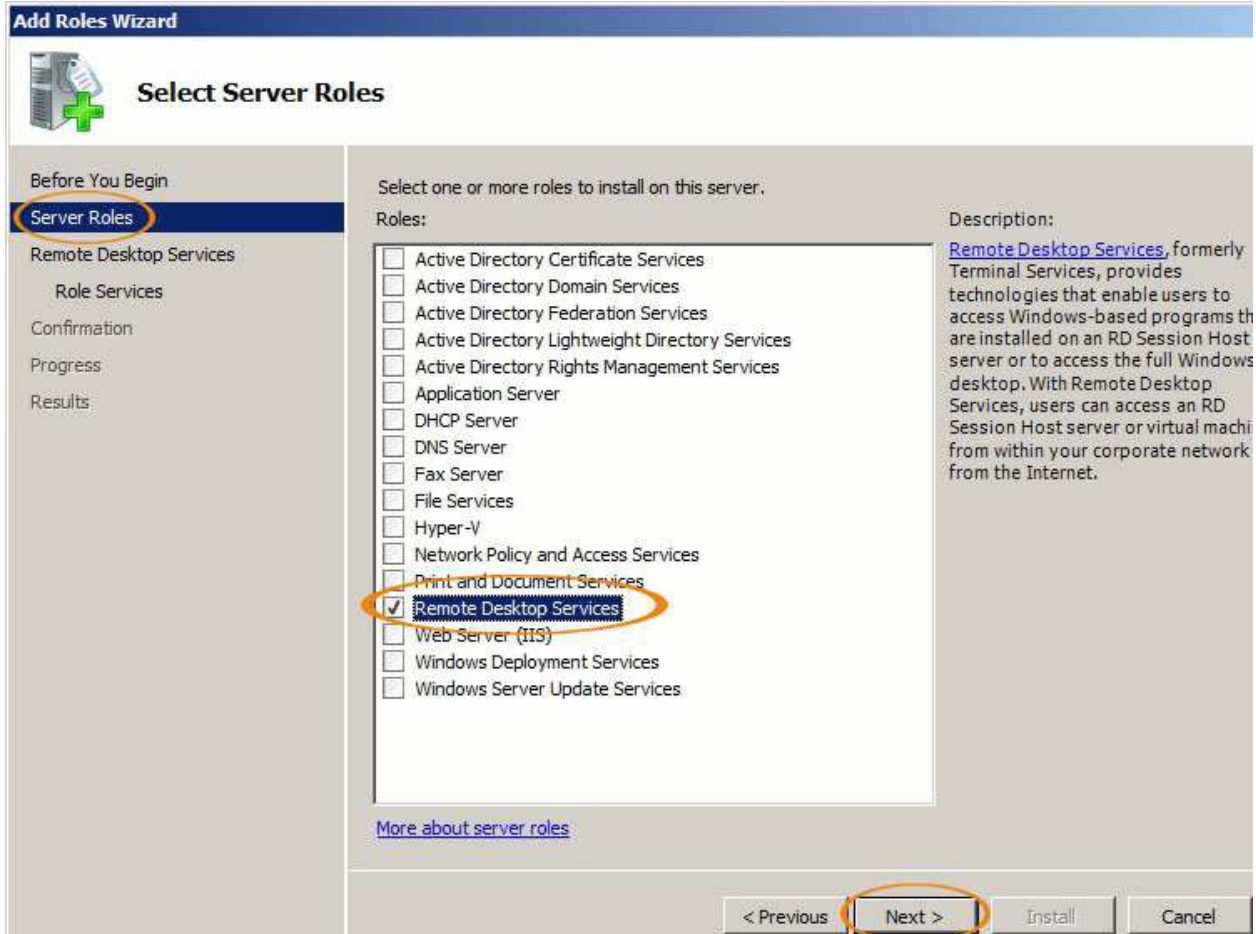 Add Roles Wizard
Select Server Roles
Before You Begin
Server Roles
Remote Desktop Services
Role Services
Confirmation
Progress
Results
Select one or more roles to install on this server.
Roles:
Active Directory Certificate Services
Active Directory Domain Services
Active Directory Federation Services
Active Directory Lightweight Directory Services
Active Directory Rights Management Services
Application Server
DHCP Server
DNS Server
Fax Server
File Services
Hyper-V
Network Policy and Access Services
Print and Document Services
Remote Desktop Services
Web Server (IIS)
Windows Deployment Services
Windows Server Update Services
More about server roles
Description:
Remote Desktop Services, formerly
Terminal Services, provides
technologies that enable users to
access Windows-based programs th
are installed on an RD Session Host
server or to access the full Windows
desktop. With Remote Desktop
Services, users can access an RD
Session Host server or virtual machi
from within your corporate network
from the Internet.
< Previous
Next >
Install
Cancel